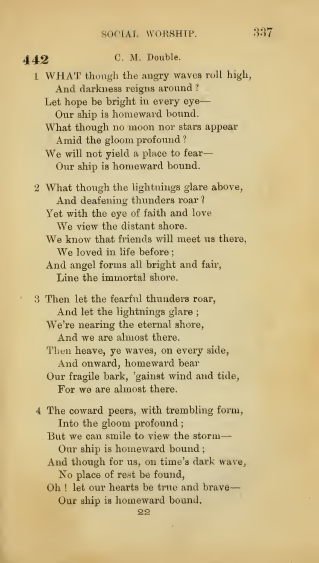 SOCIAL WORSHIP. 337
442 C. M. Double.
1 WHAT though the angry waves roll high,
And darkness reigns around ?
Let hope be bright in every eye—
Our ship is homeward bound.
What though no moon nor stars appear
Amid the gloom profound ?
We will not yield a place to fear—
Our ship is homeward bound.
2 What though the lightnings glare above,
And deafening thunders roar ?
Yet with the eye of faith and love
We view the distant shore.
We know that friends will meet us there,
We loved in life before ;
And angel forms all bright and fair,
Line the immortal shore.
3 Then let the fearful thunders roar,
And let the lightnings glare ;
We're nearing the eternal shore,
And we are almost there.
Then heave, ye waves, on every side,
And onward, homeward bear
Our fragile bark, 'gainst wind and tide,
For we are almost there.
4 The coward peers, with trembling form,
Into the gloom profound ;
But we can smile to view the storm—
Our ship is homeward bound ;
And though for us, on time's dark wave,
No place of rest be found,
Oh ! let our hearts be true and brave—
Our ship is homeward bound.
22